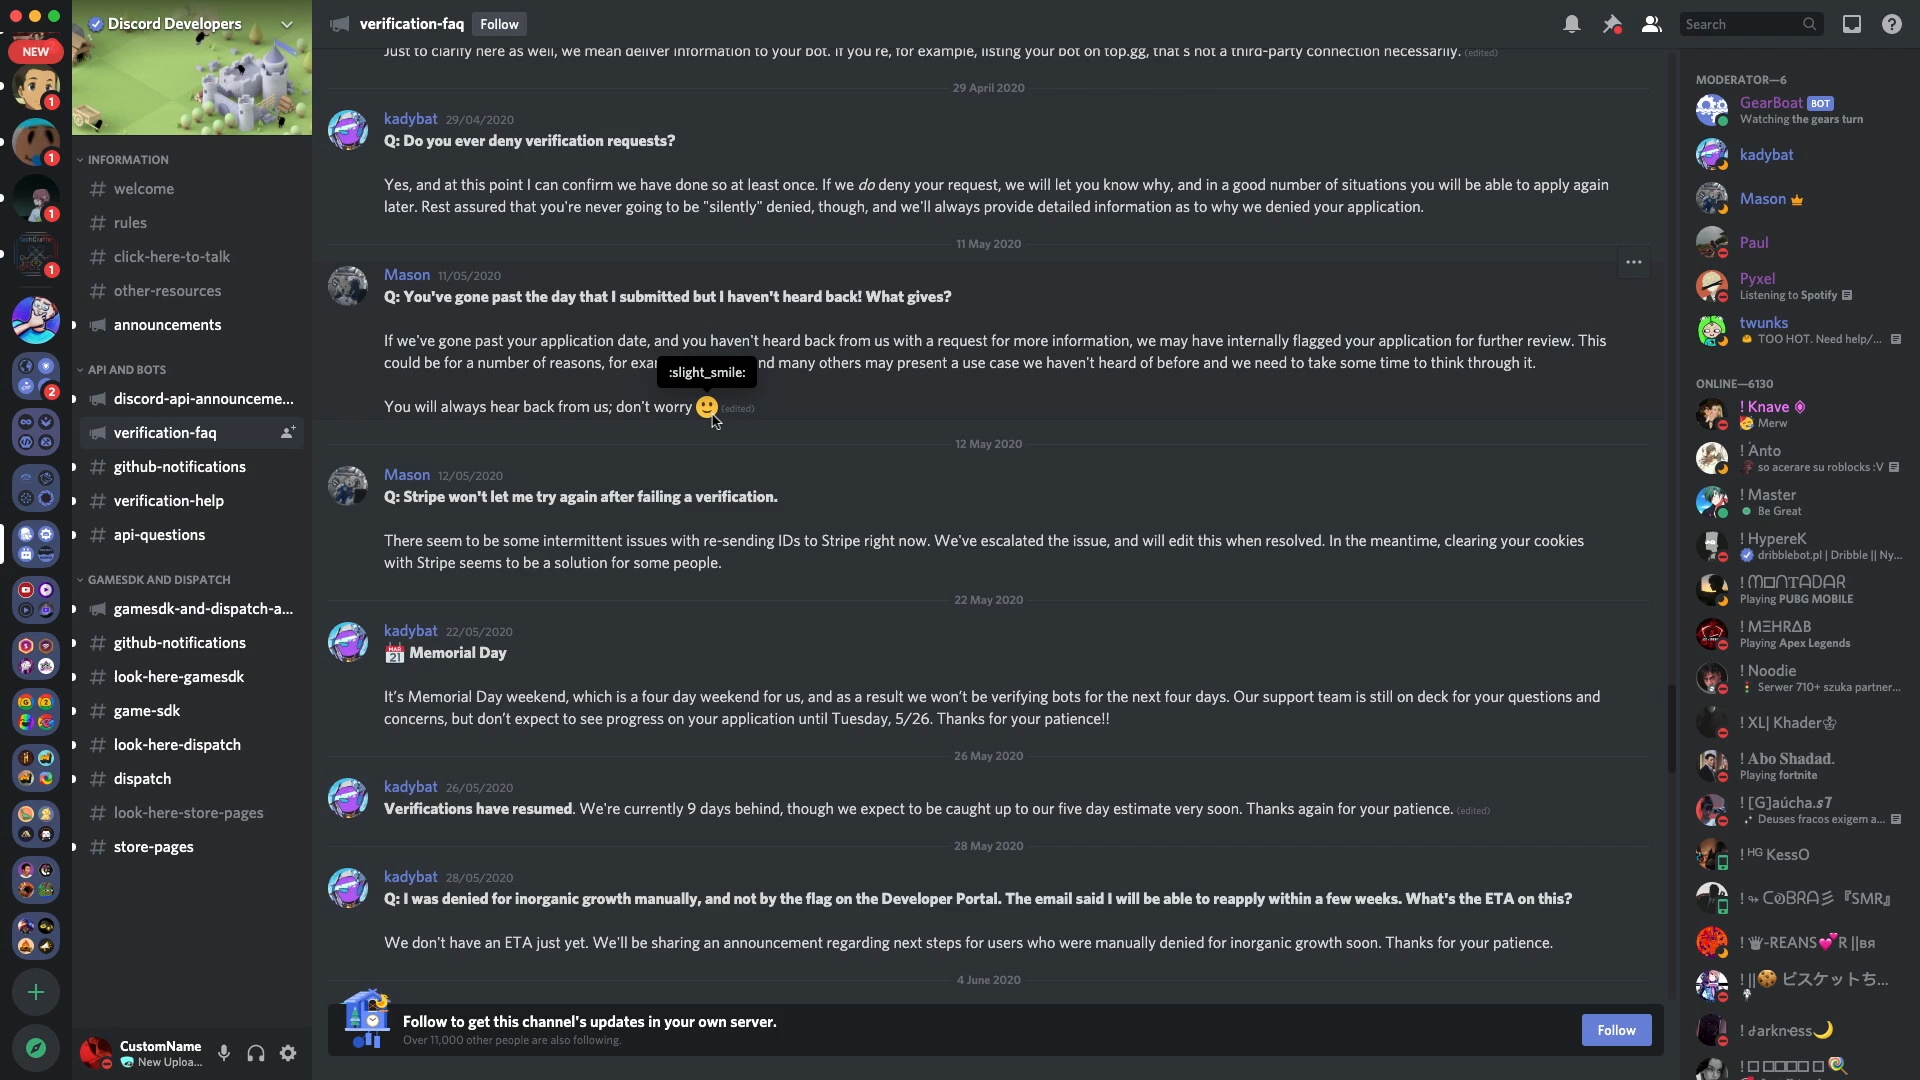 NEW
1
1
1
TechCrafter
1
2
Discord Developers
INFORMATION
welcome
rules
click-here-to-talk
other-resources
announcements
API AND BOTS
discord-api-announceme...
verification-faq
github-notifications
verification-help
api-questions
GAMESDK AND DISPATCH
gamesdk-and-dispatch-a...
github-notifications
look-here-gamesdk
game-sdk
look-here-dispatch
dispatch
look-here-store-pages
store-pages
CustomName
New Uploa...
verification-faq
Follow
Search
Just to clarify here as well, we mean deliver information to your bot. If you're, for example, listing your bot on top.gg, that's not a third-party connection necessarily. (edited)
29 April 2020
kadybat 29/04/2020
Q: Do you ever deny verification requests?
Yes, and at this point I can confirm we have done so at least once. If we do deny your request, we will let you know why, and in a good number of situations you will be able to apply again
later. Rest assured that you're never going to be "silently" denied, though, and we'll always provide detailed information as to why we denied your application.
11 May 2020
Mason 11/05/2020
Q: You've gone past the day that I submitted but I haven't heard back! What gives?
If we've gone past your application date, and you haven't heard back from us with a request for more information, we may have internally flagged your application for further review. This
could be for a number of reasons, for exa
nd many others may present a use case we haven't heard of before and we need to take some time to think through it.
:slight_smile:
You will always hear back from us; don't worry 🙂 (edited)
12 May 2020
Mason 12/05/2020
Q: Stripe won't let me try again after failing a verification.
There seem to be some intermittent issues with re-sending IDs to Stripe right now. We've escalated the issue, and will edit this when resolved. In the meantime, clearing your cookies
with Stripe seems to be a solution for some people.
22 May 2020
kadybat 22/05/2020
📅 Memorial Day
It's Memorial Day weekend, which is a four day weekend for us, and as a result we won't be verifying bots for the next four days. Our support team is still on deck for your questions and
concerns, but don't expect to see progress on your application until Tuesday, 5/26. Thanks for your patience!!
26 May 2020
kadybat 26/05/2020
Verifications have resumed. We're currently 9 days behind, though we expect to be caught up to our five day estimate very soon. Thanks again for your patience. (edited)
28 May 2020
kadybat 28/05/2020
Q: I was denied for inorganic growth manually, and not by the flag on the Developer Portal. The email said I will be able to reapply within a few weeks. What's the ETA on this?
We don't have an ETA just yet. We'll be sharing an announcement regarding next steps for users who were manually denied for inorganic growth soon. Thanks for your patience.
4 June 2020
Follow to get this channel's updates in your own server.
Over 11,000 other people are also following.
Follow
MODERATOR—6
GearBoat BOT
Watching the gears turn
kadybat
Mason
Paul
Pyxel
Listening to Spotify
twunks
TOO HOT. Need help/...
ONLINE—6130
! Knave
Merw
! Anto
so acerare su roblocks :V
! Master
Be Great
! HypereK
dribblebot.pl | Dribble || Ny...
! ᗰ□ᑎTᗩᗪᗩᖇ
Playing PUBG MOBILE
! MΞHRΔB
Playing Apex Legends
! Noodie
Serwer 710+ szuka partner...
! XL| Khader♔
! 𝐀𝐛𝐨 𝐒𝐡𝐚𝐝𝐚𝐝.
Playing fortnite
! [G]aúcha.𝒔7
Deuses fracos exigem a...
! ᴴᴳ KessO
! ↬ CѺBRA彡 『SMR』
! ♛-REANS💕R ||вя
!||🍪 ビスケットち...
! ∂arkn૯ss🌙
! □ □□□□□ □🍭